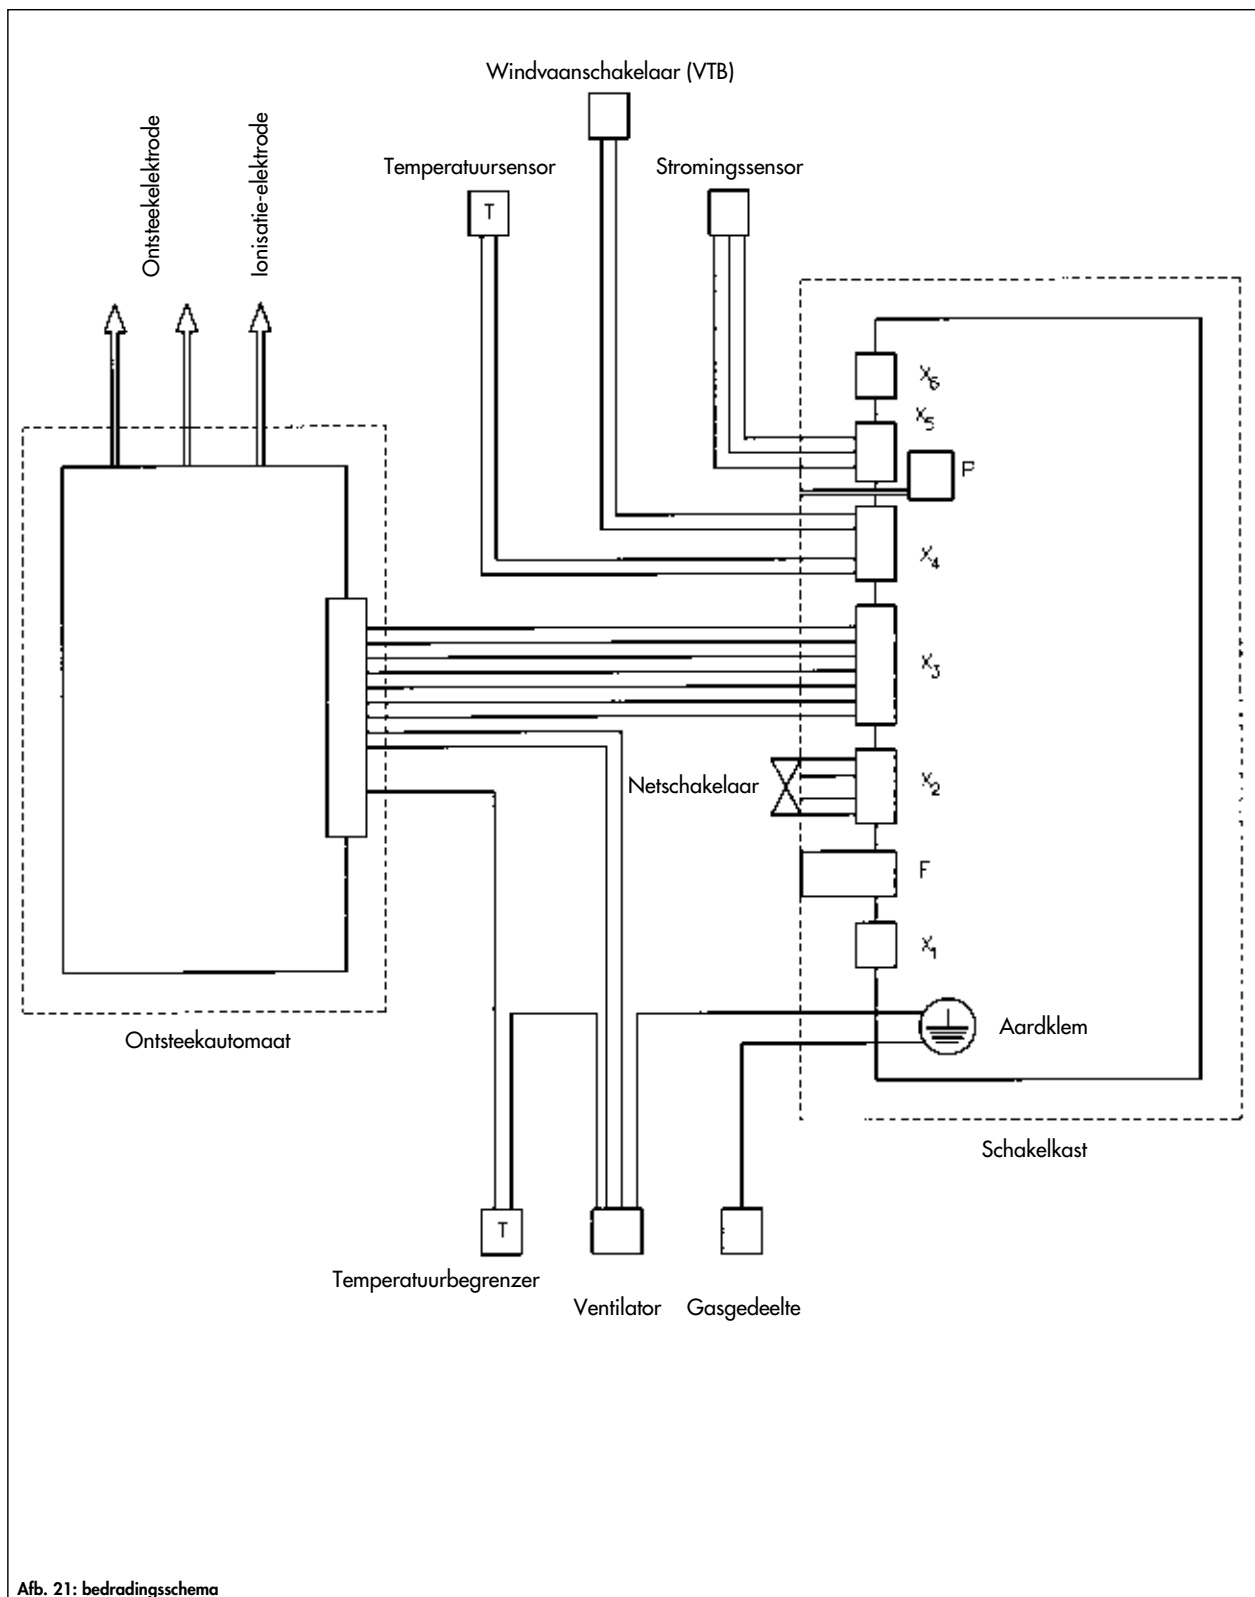 Windvaanschakelaar (VTB)
Ontsteekelektrode
Ionisatie-elektrode
Temperatuursensor
Stromingssensor
T
X6
X5
P
X4
X3
Netschakelaar
X2
F
X1
Aardklem
Ontsteekautomaat
Schakelkast
T
Temperatuurbegrenzer
Ventilator
Gasgedeelte
Afb. 21: bedradingsschema